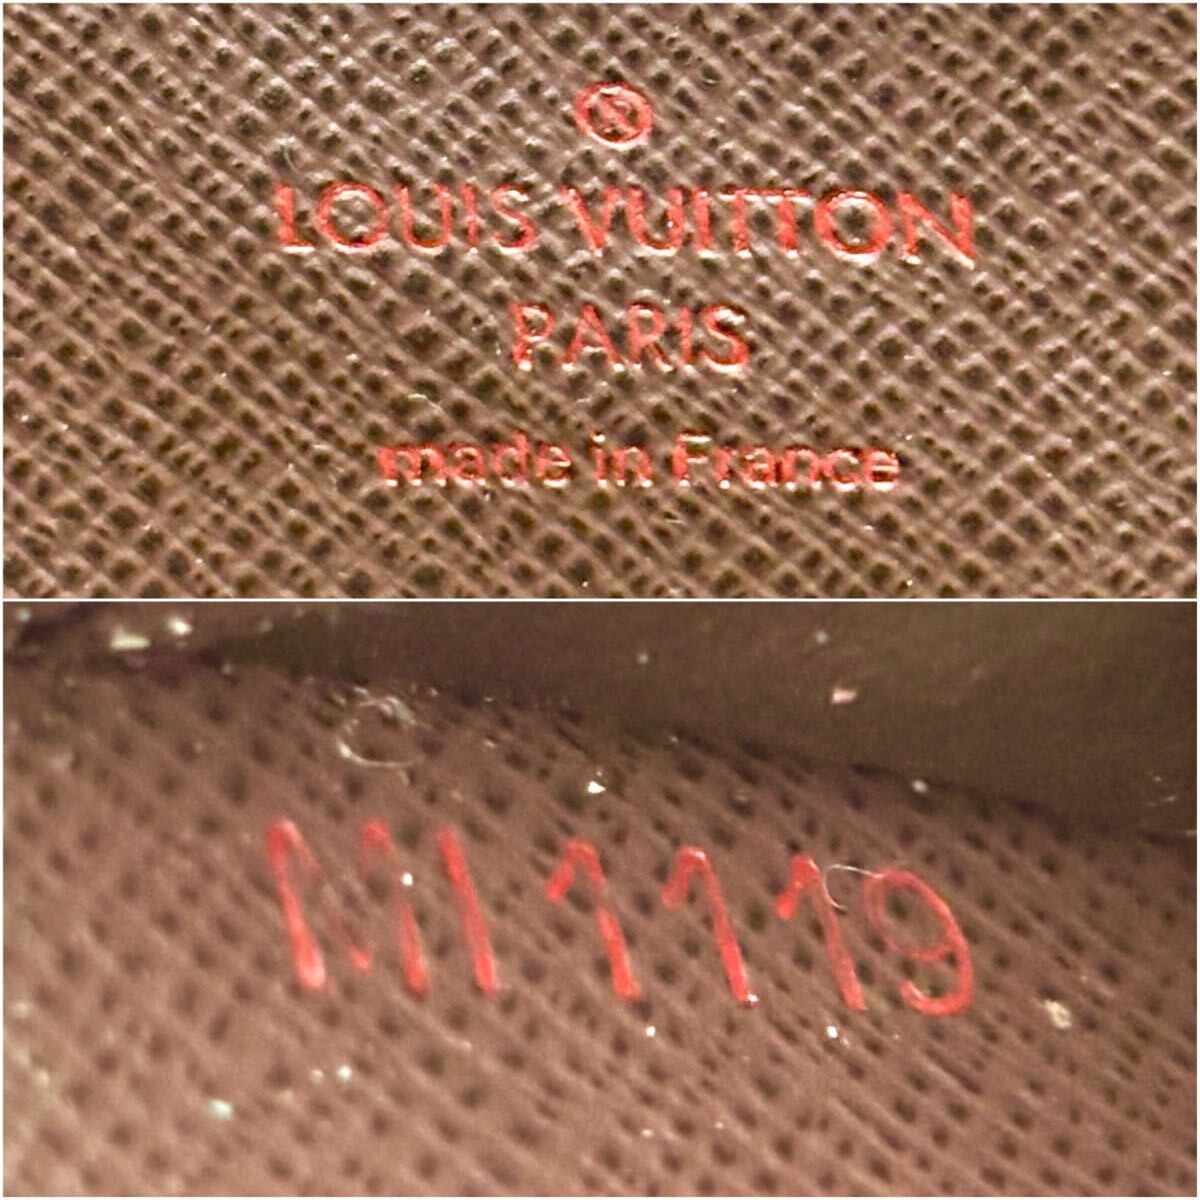 LOUIS VUITTON
PARIS
made in France
MI1119